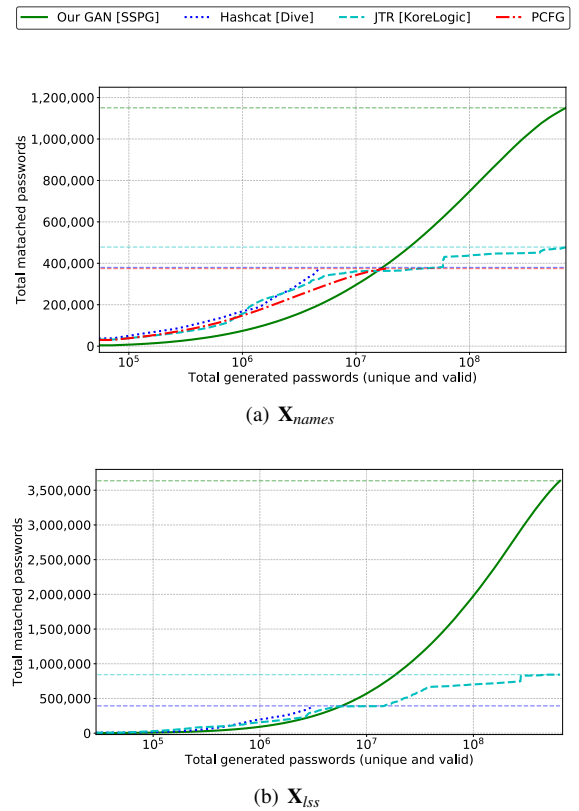 Our GAN [SSPG] Hashcat [Dive] JTR [KoreLogic] PCFG
1,200,000
1,000,000
800,000
600,000
400,000
200,000
0
Total matached passwords
10^5 10^6 10^7 10^8
Total generated passwords (unique and valid)
(a) X_names
3,500,000
3,000,000
2,500,000
2,000,000
1,500,000
1,000,000
500,000
0
Total matached passwords
10^5 10^6 10^7 10^8
Total generated passwords (unique and valid)
(b) X_lss